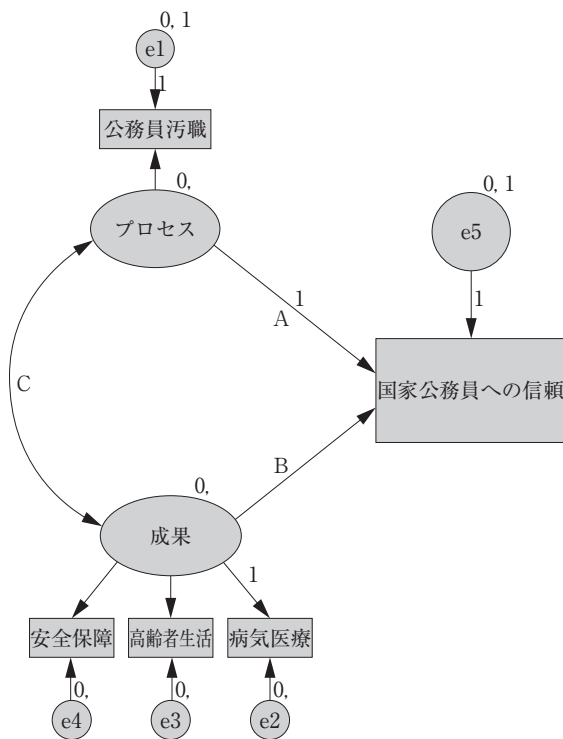 0, 1
e1
1
公務員汚職
0,
プロセス
0, 1
e5
1
A
1
国家公務員への信頼
C
B
0,
成果
1
安全保障
高齢者生活
病気医療
0,
0,
0,
e4
e3
e2